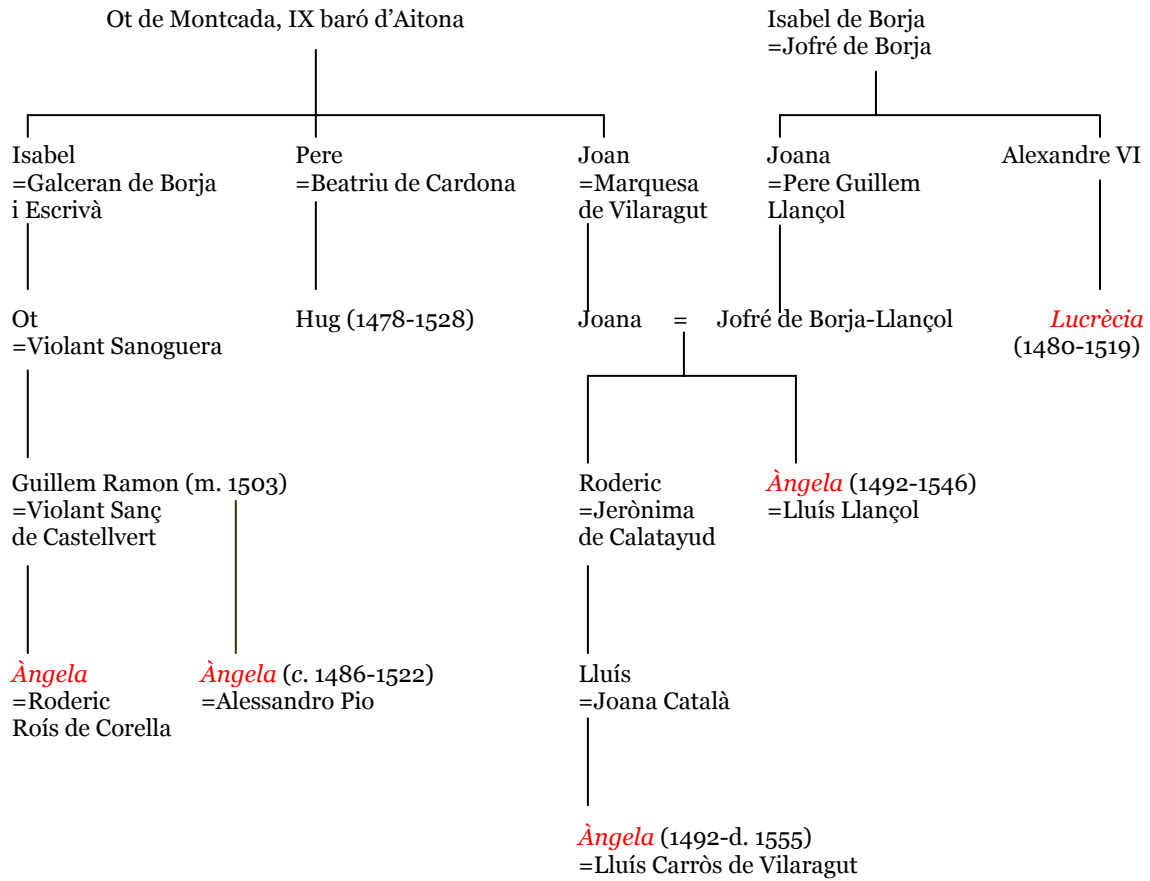 Ot de Montcada, IX baró d’Aitona
Isabel de Borja
=Jofré de Borja
Isabel
=Galceran de Borja
i Escrivà
Pere
=Beatriu de Cardona
Joan
=Marquesa
de Vilaragut
Joana
=Pere Guillem
Llançol
Alexandre VI
Ot
=Violant Sanoguera
Hug (1478-1528)
Joana = Jofré de Borja-Llançol
Lucrècia
(1480-1519)
Guillem Ramon (m. 1503)
=Violant Sanç
de Castellvert
Roderic
=Jerònima
de Calatayud
Àngela (1492-1546)
=Lluís Llançol
Àngela
=Roderic
Roís de Corella
Àngela (c. 1486-1522)
=Alessandro Pio
Lluís
=Joana Català
Àngela (1492-d. 1555)
=Lluís Carròs de Vilaragut